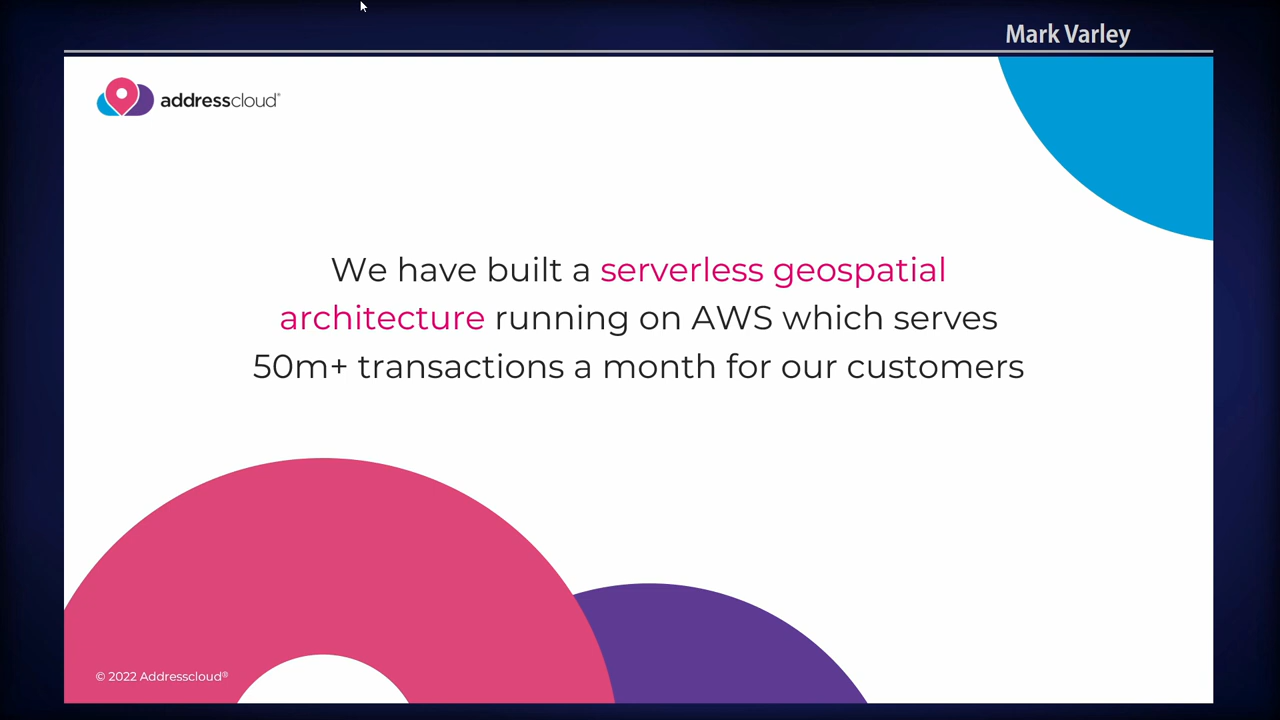 Mark Varley
addresscloud®
We have built a serverless geospatial
architecture running on AWS which serves
50m+ transactions a month for our customers
© 2022 Addresscloud®